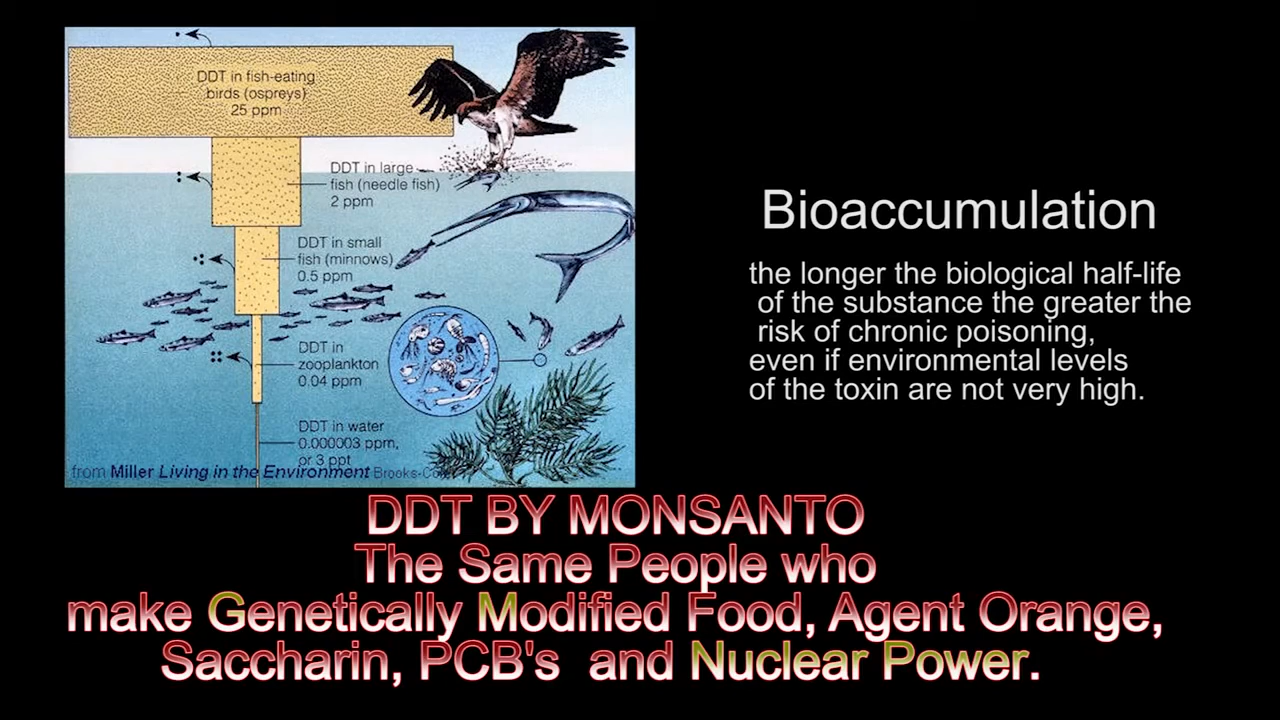 DDT in fish-eating
birds (ospreys)
25 ppm
DDT in large
fish (needle fish)
2 ppm
DDT in small
fish (minnows)
0.5 ppm
DDT in
zooplankton
0.04 ppm
DDT in water
0.000003 ppm,
or 3 ppt
from Miller Living in the Environment
Bioaccumulation
the longer the biological half-life
of the substance the greater the
risk of chronic poisoning,
even if environmental levels
of the toxin are not very high.
DDT BY MONSANTO
The Same People who
make Genetically Modified Food, Agent Orange,
Saccharin, PCB's and Nuclear Power.